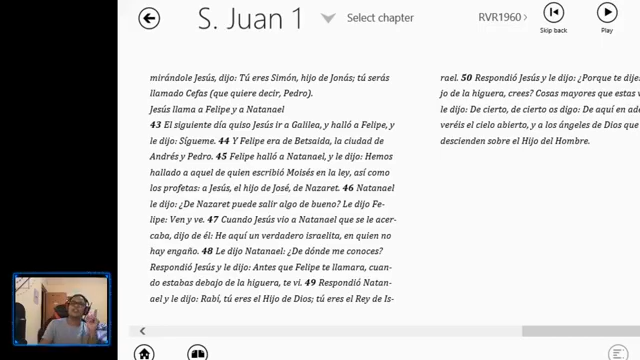 S. Juan 1
Select chapter
RVR1960
Skip back
Play
mirándole Jesús, dijo: Tú eres Simón, hijo de Jonás; tú serás
llamado Cefas (que quiere decir, Pedro).
Jesús llama a Felipe y a Natanael
43 El siguiente día quiso Jesús ir a Galilea, y halló a Felipe, y
le dijo: Sígueme. 44 Y Felipe era de Betsaida, la ciudad de
Andrés y Pedro. 45 Felipe halló a Natanael, y le dijo: Hemos
hallado a aquel de quien escribió Moisés en la ley, así como
los profetas: a Jesús, el hijo de José, de Nazaret. 46 Natanael
le dijo: ¿De Nazaret puede salir algo de bueno? Le dijo Fe-
lipe: Ven y ve. 47 Cuando Jesús vio a Natanael que se le acer-
caba, dijo de él: He aquí un verdadero israelita, en quien no
hay engaño. 48 Le dijo Natanael: ¿De dónde me conoces?
Respondió Jesús y le dijo: Antes que Felipe te llamara, cuan-
do estabas debajo de la higuera, te vi. 49 Respondió Natan-
ael y le dijo: Rabí, tú eres el Hijo de Dios; tú eres el Rey de Is-
rael. 50 Respondió Jesús y le dijo: ¿Porque te dije:
jo de la higuera, crees? Cosas mayores que estas v
le dijo: De cierto, de cierto os digo: De aquí en ade
veréis el cielo abierto, y a los ángeles de Dios que
descienden sobre el Hijo del Hombre.